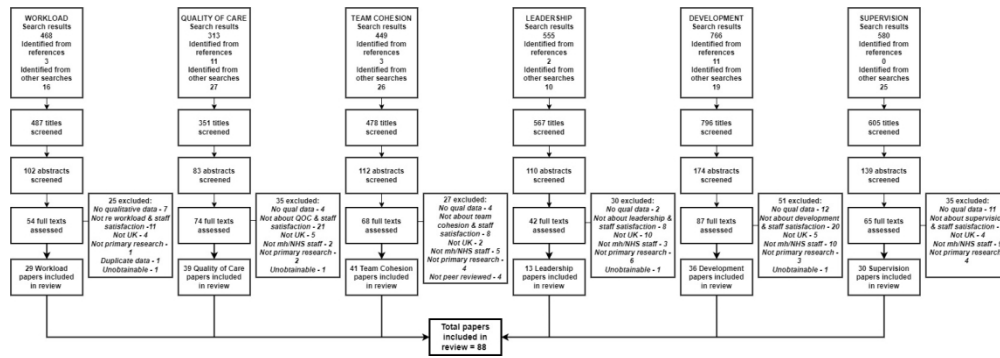 WORKLOAD
Search results
468
Identified from
references
3
Identified from
other searches
16
487 titles
screened
102 abstracts
screened
54 full texts
assessed
25 excluded:
No qualitative data - 7
Not re workload & staff
satisfaction -11
Not UK - 4
Not primary research -
1
Duplicate data - 1
Unobtainable - 1
29 Workload
papers included
in review
QUALITY OF CARE
Search results
313
Identified from
references
11
Identified from
other searches
27
351 titles
screened
83 abstracts
screened
74 full texts
assessed
35 excluded:
No qual data - 4
Not about QOC & staff
satisfaction - 21
Not UK - 5
Not mh/NHS staff - 2
Not primary research -
2
Unobtainable - 1
39 Quality of Care
papers included in
review
TEAM COHESION
Search results
449
Identified from
references
3
Identified from
other searches
26
478 titles
screened
112 abstracts
screened
68 full texts
assessed
27 excluded:
No qual data - 4
Not about team
cohesion & staff
satisfaction - 8
Not UK - 2
Not mh/NHS staff - 5
Not primary research -
4
Not peer reviewed - 4
41 Team Cohesion
papers included in
review
LEADERSHIP
Search results
555
Identified from
references
2
Identified from
other searches
10
567 titles
screened
110 abstracts
screened
42 full texts
assessed
30 excluded:
No qual data - 2
Not about leadership &
staff satisfaction - 8
Not UK - 10
Not mh/NHS staff - 3
Not primary research -
6
Unobtainable - 1
13 Leadership
papers included
in review
DEVELOPMENT
Search results
766
Identified from
references
11
Identified from
other searches
19
796 titles
screened
174 abstracts
screened
87 full texts
assessed
51 excluded:
No qual data - 12
Not about development
& staff satisfaction - 20
Not UK - 5
Not mh/NHS staff - 10
Not primary research -
3
Unobtainable - 1
36 Development
papers included in
review
SUPERVISION
Search results
580
Identified from
references
0
Identified from
other searches
25
605 titles
screened
139 abstracts
screened
65 full texts
assessed
35 excluded:
No qual data - 11
Not about supervision
& staff satisfaction -
Not UK - 4
Not mh/NHS staff -
Not primary research -
4
30 Supervision
papers included in
review
Total papers
included in
review = 88